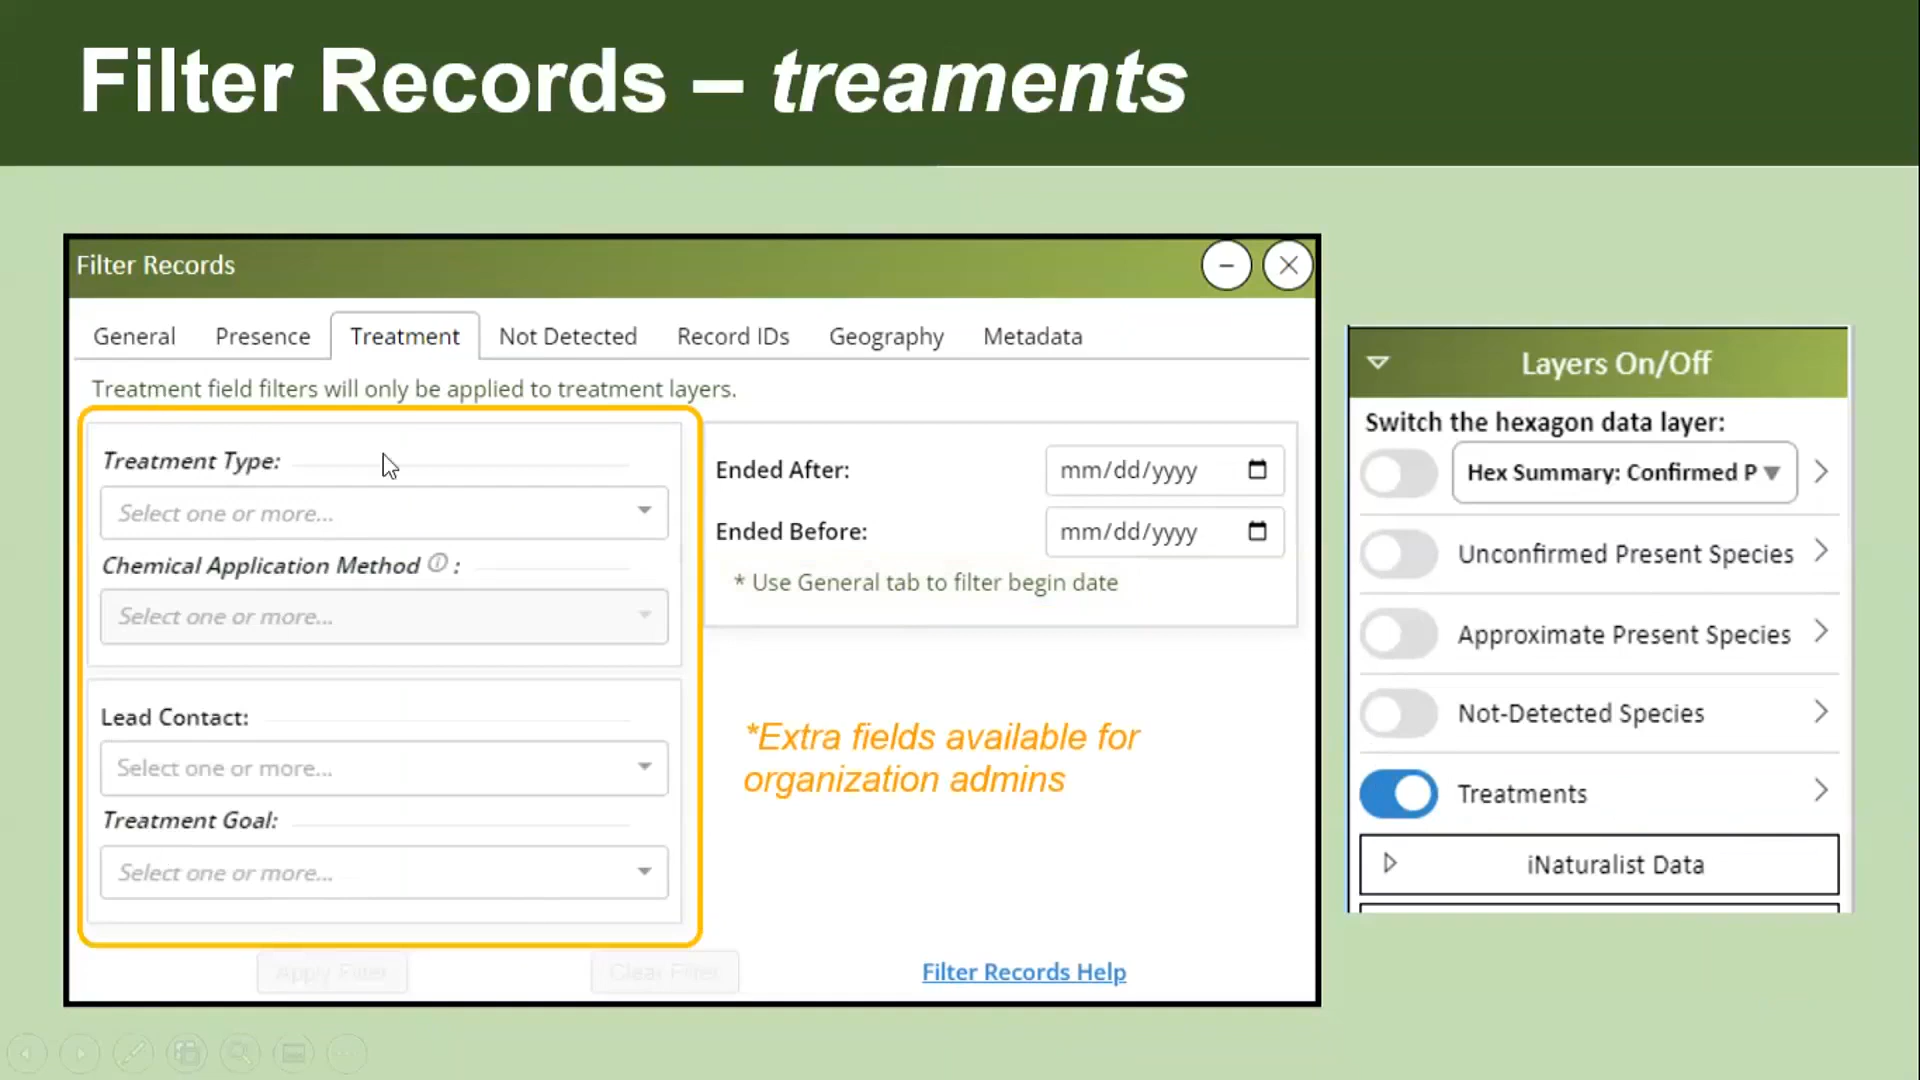 Filter Records – treaments
Filter Records
General Presence Treatment Not Detected Record IDs Geography Metadata
Treatment field filters will only be applied to treatment layers.
Treatment Type:
Select one or more...
Chemical Application Method ⓘ :
Select one or more...
Lead Contact:
Select one or more...
Treatment Goal:
Select one or more...
Ended After: mm/dd/yyyy
Ended Before: mm/dd/yyyy
* Use General tab to filter begin date
*Extra fields available for
organization admins
Apply Filter Clear Filter Filter Records Help
Layers On/Off
Switch the hexagon data layer:
Hex Summary: Confirmed P
Unconfirmed Present Species
Approximate Present Species
Not-Detected Species
Treatments
iNaturalist Data